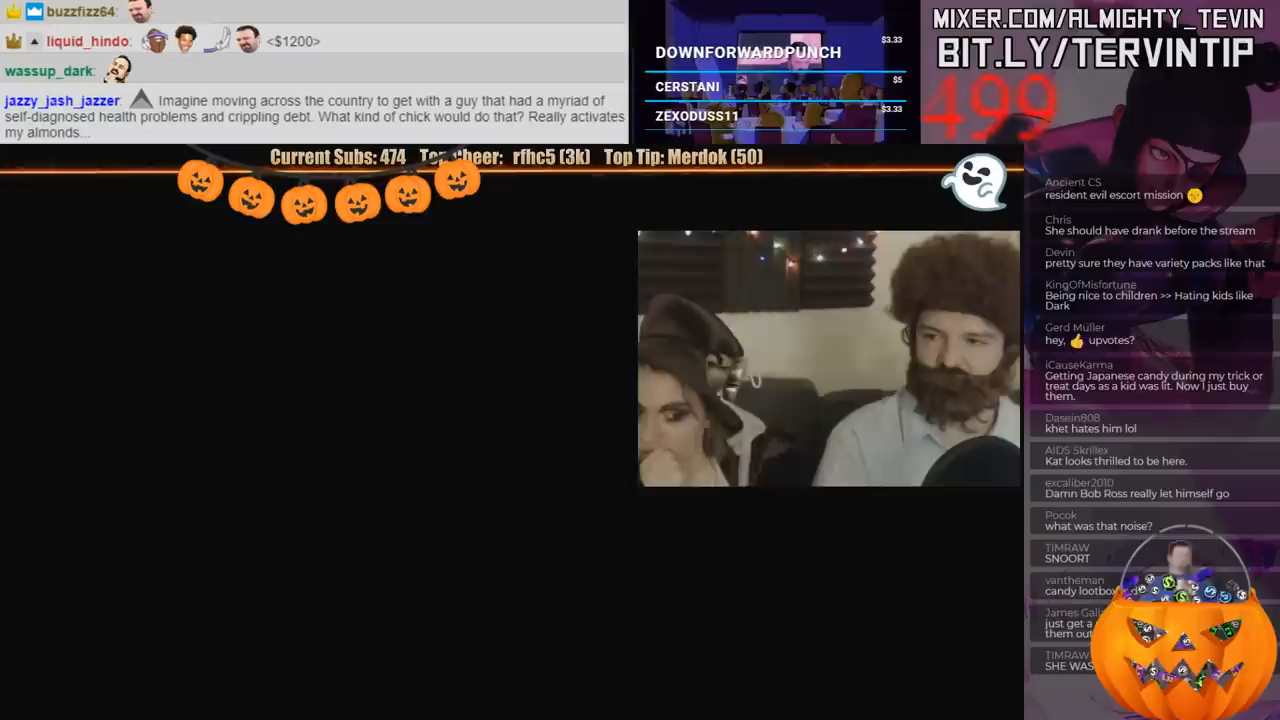 buzzfizz64:
liquid_hindo: <$1200>
wassup_dark:
jazzy_jash_jazzer: Imagine moving across the country to get with a guy that had a myriad of
self-diagnosed health problems and crippling debt. What kind of chick would do that? Really activates
my almonds...
DOWNFORWARDPUNCH $3.33
CERSTANI $5
ZEXODUSS11 $3.33
MIXER.COM/ALMIGHTY_TEVIN
BIT.LY/TERVINTIP
499
Current Subs: 474 Top Cheer: rfhc5 (3k) Top Tip: Merdok (50)
Ancient CS
resident evil escort mission
Chris
She should have drank before the stream
Devin
pretty sure they have variety packs like that
KingOfMisfortune
Being nice to children >> Hating kids like
Dark
Gerd Müller
hey, upvotes?
iCauseKarma
Getting Japanese candy during my trick or
treat days as a kid was lit. Now I just buy
them.
Dasein808
khet hates him lol
AIDS Skrillex
Kat looks thrilled to be here.
excaliber2010
Damn Bob Ross really let himself go
Pocok
what was that noise?
TIMRAW
SNOORT
vantheman
candy lootbox
James
just get a
them out
TIMRAW
SHE WAS